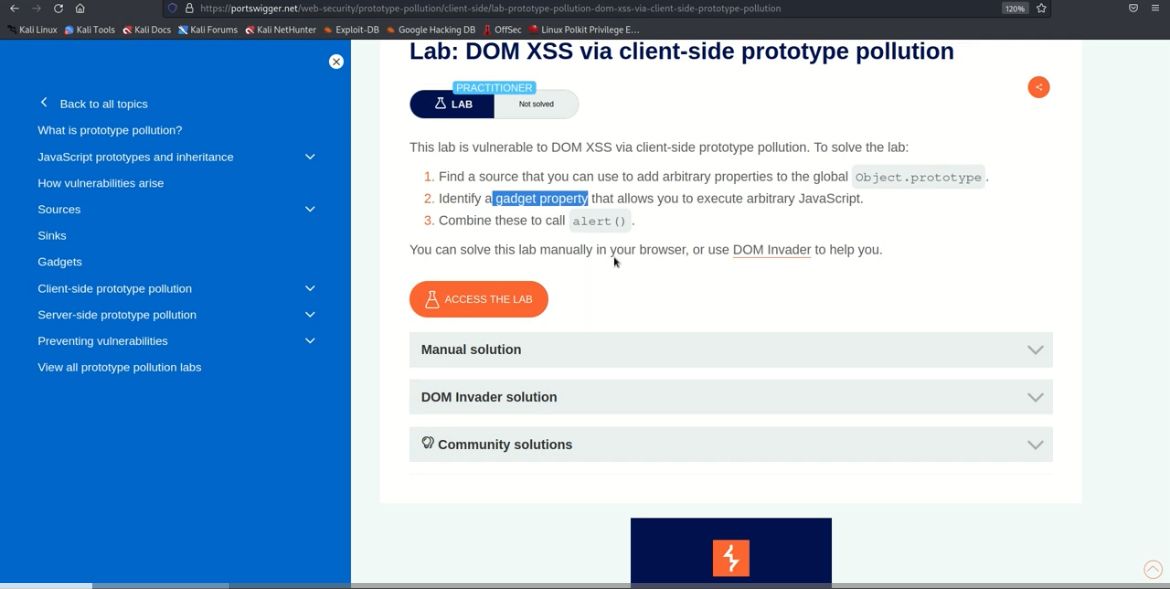 https://portswigger.net/web-security/prototype-pollution/client-side/lab-prototype-pollution-dom-xss-via-client-side-prototype-pollution
120%
Kali Linux Kali Tools Kali Docs Kali Forums Kali NetHunter Exploit-DB Google Hacking DB OffSec Linux Polkit Privilege E...
Back to all topics
What is prototype pollution?
JavaScript prototypes and inheritance
How vulnerabilities arise
Sources
Sinks
Gadgets
Client-side prototype pollution
Server-side prototype pollution
Preventing vulnerabilities
View all prototype pollution labs
Lab: DOM XSS via client-side prototype pollution
PRACTITIONER
LAB Not solved
This lab is vulnerable to DOM XSS via client-side prototype pollution. To solve the lab:
1. Find a source that you can use to add arbitrary properties to the global Object.prototype.
2. Identify a gadget property that allows you to execute arbitrary JavaScript.
3. Combine these to call alert().
You can solve this lab manually in your browser, or use DOM Invader to help you.
ACCESS THE LAB
Manual solution
DOM Invader solution
Community solutions